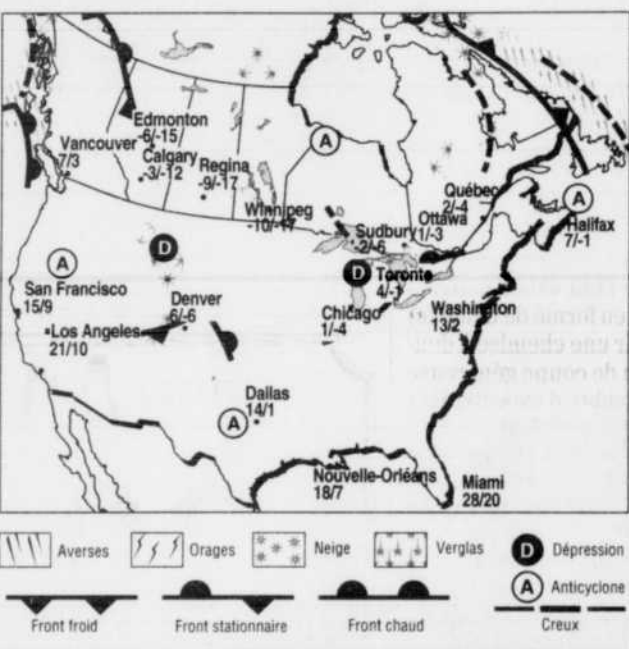 D
Edmonton
-6/-15
Vancouver
7/3
Calgary
-3/-12
Regina
-9/-17
A
Winnipeg
-10/-17
Québec
2/-4
A
Sudbury
-2/-6
Ottawa
1/-3
Halifax
7/-1
D
A
San Francisco
15/9
D
Toronto
4/-1
Denver
6/-6
Chicago
1/-4
Washington
13/2
Los Angeles
21/10
Dallas
14/1
A
Nouvelle-Orléans
18/7
Miami
28/20
Averses
Orages
Neige
Verglas
D Dépression
A Anticyclone
Front froid
Front stationnaire
Front chaud
Creux